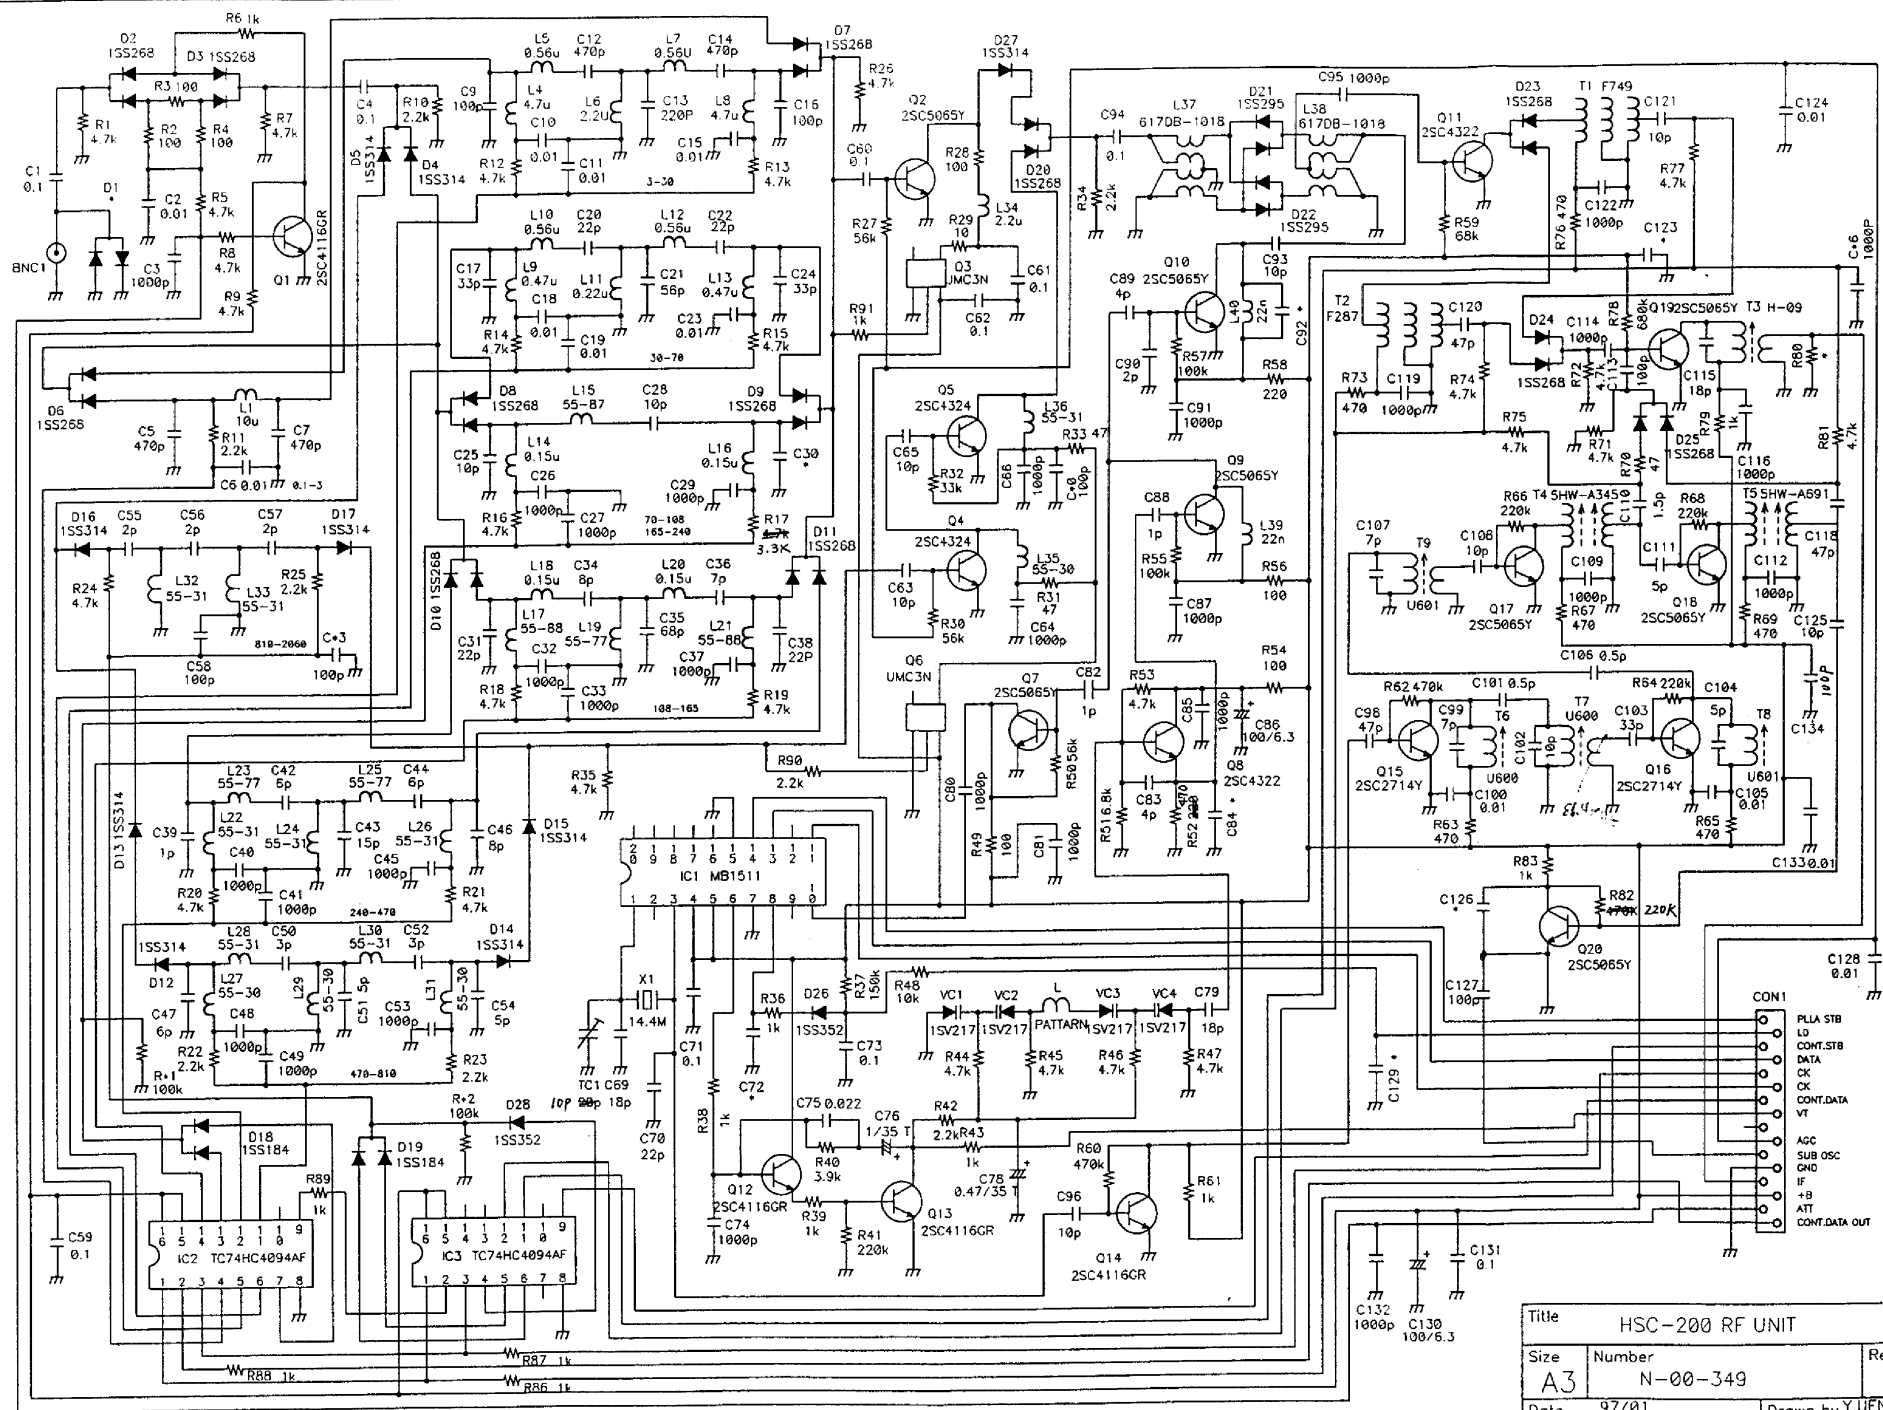 R6 1k
D2
1SS268
D3 1SS268
R3 100
R1
4.7k
R2
100
R4
100
R7
4.7k
C1
0.1
D1
*
C2
0.01
R5
4.7k
R8
4.7k
R9
4.7k
C3
1000p
BNC1
Q1
2SC4116GR
C4
0.1
R10
2.2k
D5
1SS314
D4
1SS314
C9
100p
L5
0.56u
C12
470p
L7
0.56U
C14
470p
L4
4.7u
C10
0.01
L6
2.2u
C13
220P
L8
4.7u
C15
0.01
C16
100p
R12
4.7k
C11
0.01
R13
4.7k
3-30
D7
1SS268
R26
4.7k
L10
0.56u
C20
22p
L12
0.56u
C22
22p
C17
33p
L9
0.47u
C18
0.01
L11
0.22u
C21
56p
L13
0.47u
C23
0.01
C24
33p
R14
4.7k
C19
0.01
R15
4.7k
30-70
D6
1SS268
C5
470p
R11
2.2k
L1
10u
C7
470p
C6 0.01
0.1-3
D8
1SS268
L15
55-87
C28
10p
D9
1SS268
C25
10p
L14
0.15u
C26
1000p
L16
0.15u
C29
1000p
C30
*
R16
4.7k
C27
1000p
70-108
165-240
R17
4.7k
3.3K
D11
1SS268
D10 1SS268
L18
0.15u
C34
8p
L20
0.15u
C36
7p
C31
22p
L17
55-88
C32
1000p
L19
55-77
C35
68p
L21
55-88
C37
1000p
C38
22P
R18
4.7k
C33
1000p
R19
4.7k
108-165
D16
1SS314
C55
2p
C56
2p
C57
2p
D17
1SS314
R24
4.7k
L32
55-31
L33
55-31
R25
2.2k
810-2060
C58
100p
C*3
100p
D13 1SS314
L23
55-77
C42
6p
L25
55-77
C44
6p
C39
1p
L22
55-31
C40
1000p
L24
55-31
C43
15p
L26
55-31
C45
1000p
C46
8p
R20
4.7k
C41
1000p
R21
4.7k
240-470
D15
1SS314
1SS314
D12
L28
55-31
C50
3p
L30
55-31
C52
3p
D14
1SS314
C47
6p
L27
55-30
C48
1000p
L29
55-30
C51 5p
C53
1000p
L31
55-30
C54
5p
R22
2.2k
C49
1000p
R23
2.2k
470-810
R*1
100k
R*2
100k
D28
1SS352
D18
1SS184
D19
1SS184
R89
1k
C59
0.1
IC2 TC74HC4094AF
IC3 TC74HC4094AF
R87 1k
R88 1k
R86 1k
Q2
2SC5065Y
C60
0.1
R27
56k
R91
1k
D27
1SS314
R28
100
L34
2.2u
R29
10
Q3
UMC3N
C61
0.1
C62
0.1
D20
1SS268
R34
2.2k
C94
0.1
L37
617DB-1018
D21
1SS295
L38
617DB-1018
D22
1SS295
C95 1000p
C93
10p
Q11
2SC4322
R59
68k
D23
1SS268
T1 F749
C121
10p
C122
1000p
R76 470
R77
4.7k
C123
*
C124
0.01
C*6
1000P
Q5
2SC4324
C65
10p
R32
33k
L36
55-31
R33 47
C66
1000p
C*0
100p
Q4
2SC4324
C63
10p
R30
56k
L35
55-30
R31
47
C64
1000p
C89
4p
C90
2p
Q10
2SC5065Y
R57
100k
L40
22n
C92 *
R58
220
C91
1000p
Q9
2SC5065Y
C88
1p
R55
100k
L39
22n
R56
100
C87
1000p
R54
100
Q6
UMC3N
Q7
2SC5065Y
C82
1p
R50 56k
C80
1000p
R49
100
C81
1000p
R53
4.7k
C85
1000p
C86
100/6.3
Q8
2SC4322
C83
4p
R51 6.8k
R52 220
470
C84 *
R35
4.7k
R90
2.2k
IC1 MB1511
X1
14.4M
TC1
10P 20p
C69
18p
C70
22p
C71
0.1
C72
*
R36
1k
D26
1SS352
R37
150k
C73
0.1
R38
1k
R48
10k
VC1
1SV217
VC2
1SV217
L
PATTARN
VC3
1SV217
VC4
1SV217
C79
18p
R44
4.7k
R45
4.7k
R46
4.7k
R47
4.7k
C75 0.022
C76
1/35 T
R40
3.9k
R42
2.2k
R43
1k
C78
0.47/35 T
Q12
2SC4116GR
C74
1000p
R39
1k
R41
220k
Q13
2SC4116GR
R60
470k
C96
10p
Q14
2SC4116GR
R61
1k
T2
F287
C120
47p
R73
470
C119
1000p
R74
4.7k
R75
4.7k
D24
1SS268
C114
1000p
R72
4.7k
C113
100p
R78
680k
Q19 2SC5065Y
T3 H-09
R80
*
C115
18p
R79
1k
R71
4.7k
D25
1SS268
R70
47
C116
1000p
R81
4.7k
R66
220k
T4 5HW-A345
C110
1.5p
R68
220k
T5 5HW-A691
C118
47p
C107
7p
T9
U601
C108
10p
Q17
2SC5065Y
C109
1000p
R67
470
C111
5p
Q18
2SC5065Y
C112
1000p
R69
470
C125
10p
100P
C134
C106 0.5p
R62 470k
C101 0.5p
T7
U600
R64 220k
C104
5p
T8
U601
C98
47p
C99
7p
T6
U600
C102
10p
C103
33p
Q15
2SC2714Y
C100
0.01
Q16
2SC2714Y
C105
0.01
R63
470
R65
470
R83
1k
C133 0.01
C126
*
R82
470K 220K
Q20
2SC5065Y
C127
100p
C128
0.01
C129 *
C132
1000p
C130
100/6.3
C131
0.1
CON1
PLLA STB
LD
CONT.STB
DATA
CK
CK
CONT.DATA
VT
AGC
SUB OSC
GND
IF
+B
ATT
CONT.DATA OUT
Title
HSC-200 RF UNIT
Size
A3
Number
N-00-349
Date
97/01
Drawn by